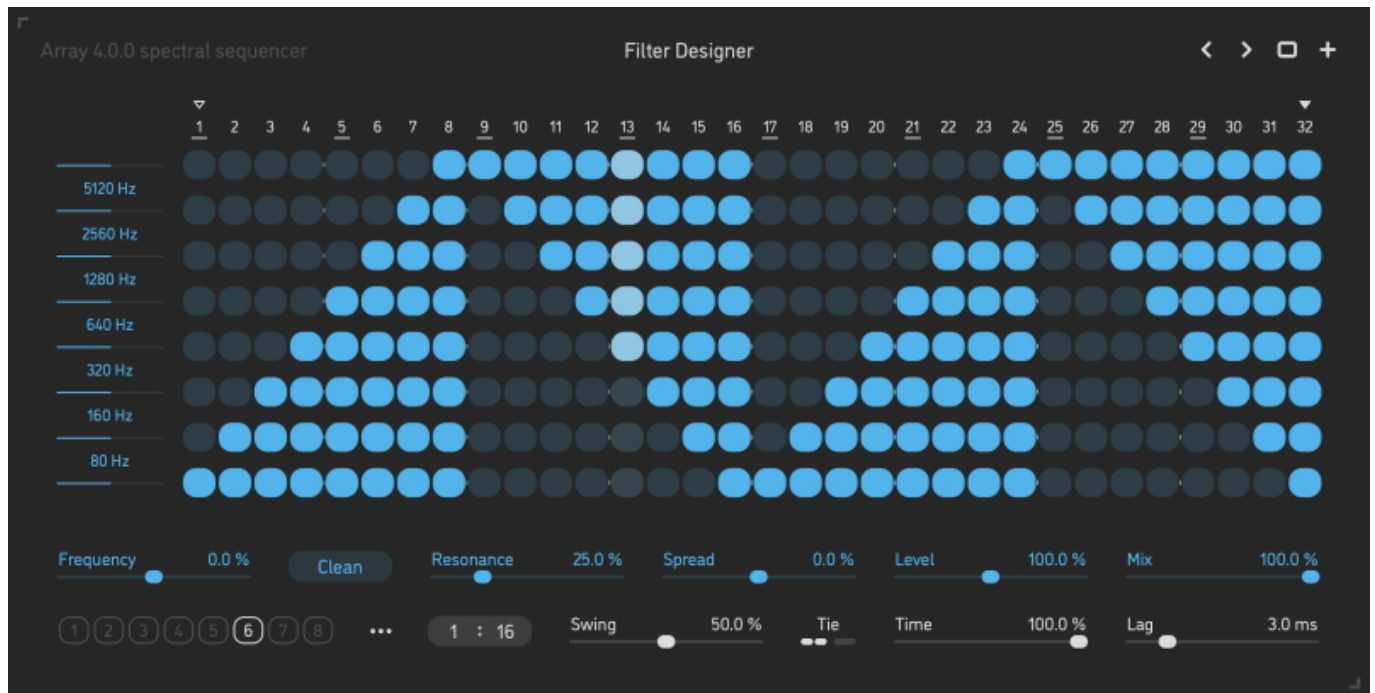 Array 4.0.0 spectral sequencer Filter Designer < > +
1 2 3 4 5 6 7 8 9 10 11 12 13 14 15 16 17 18 19 20 21 22 23 24 25 26 27 28 29 30 31 32
5120 Hz
2560 Hz
1280 Hz
640 Hz
320 Hz
160 Hz
80 Hz
Frequency 0.0 % Clean Resonance 25.0 % Spread 0.0 % Level 100.0 % Mix 100.0 %
1 2 3 4 5 6 7 8 ••• 1 : 16 Swing 50.0 % Tie Time 100.0 % Lag 3.0 ms